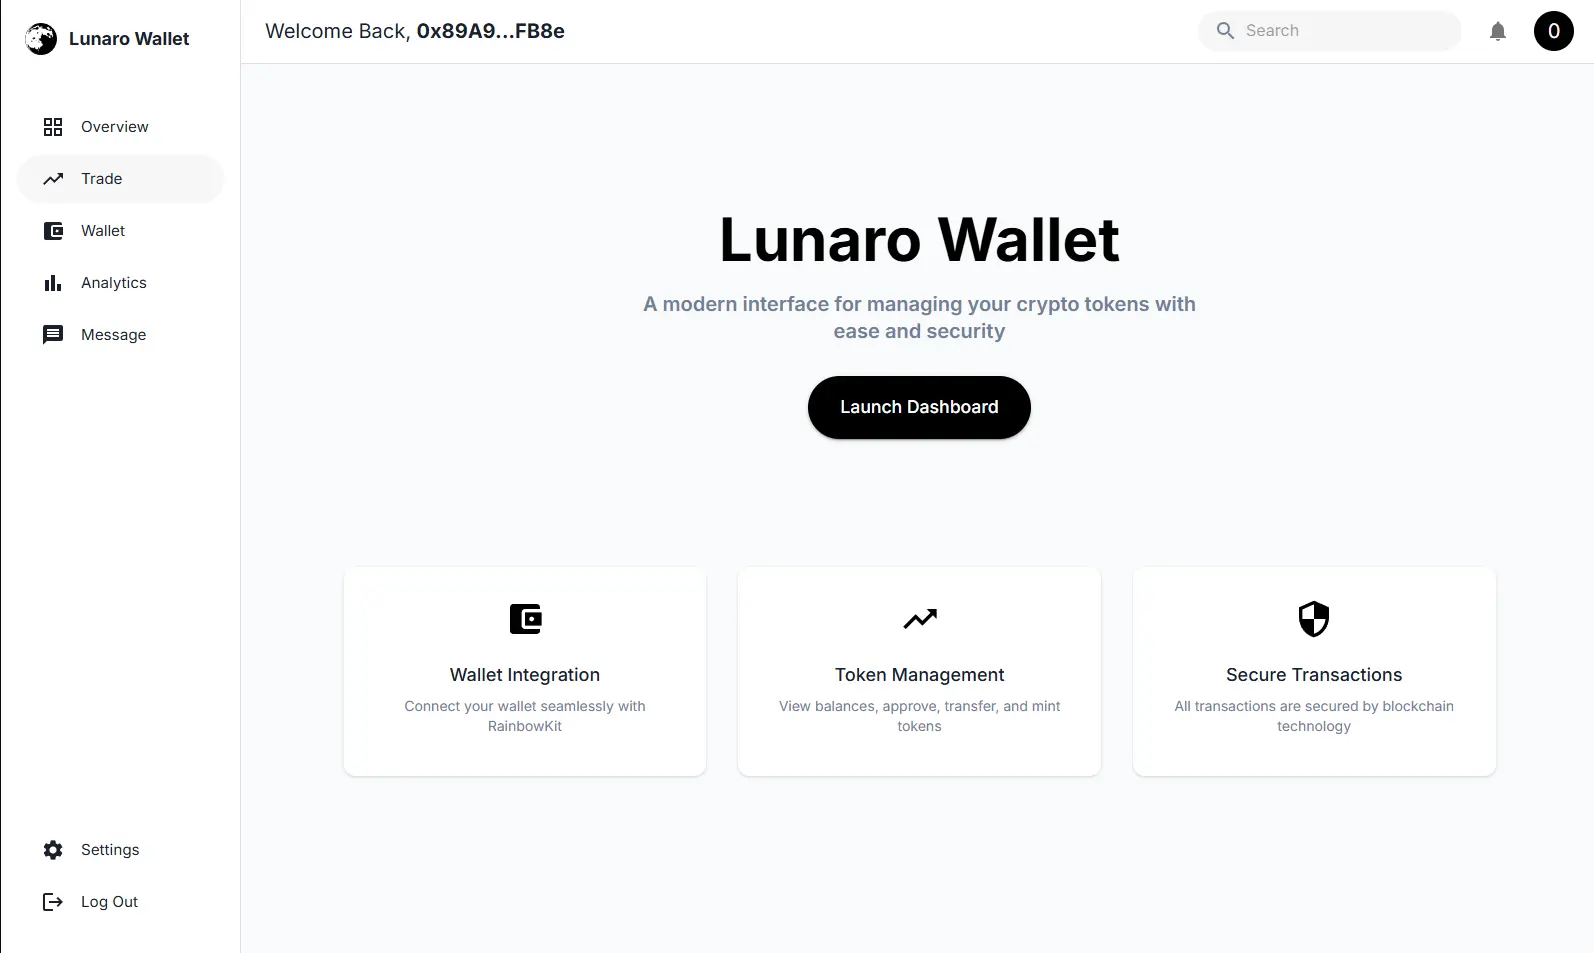 Lunaro Wallet
Welcome Back, 0x89A9...FB8e
Search
0
Overview
Trade
Wallet
Analytics
Message
Settings
Log Out
Lunaro Wallet
A modern interface for managing your crypto tokens with
ease and security
Launch Dashboard
Wallet Integration
Connect your wallet seamlessly with
RainbowKit
Token Management
View balances, approve, transfer, and mint
tokens
Secure Transactions
All transactions are secured by blockchain
technology